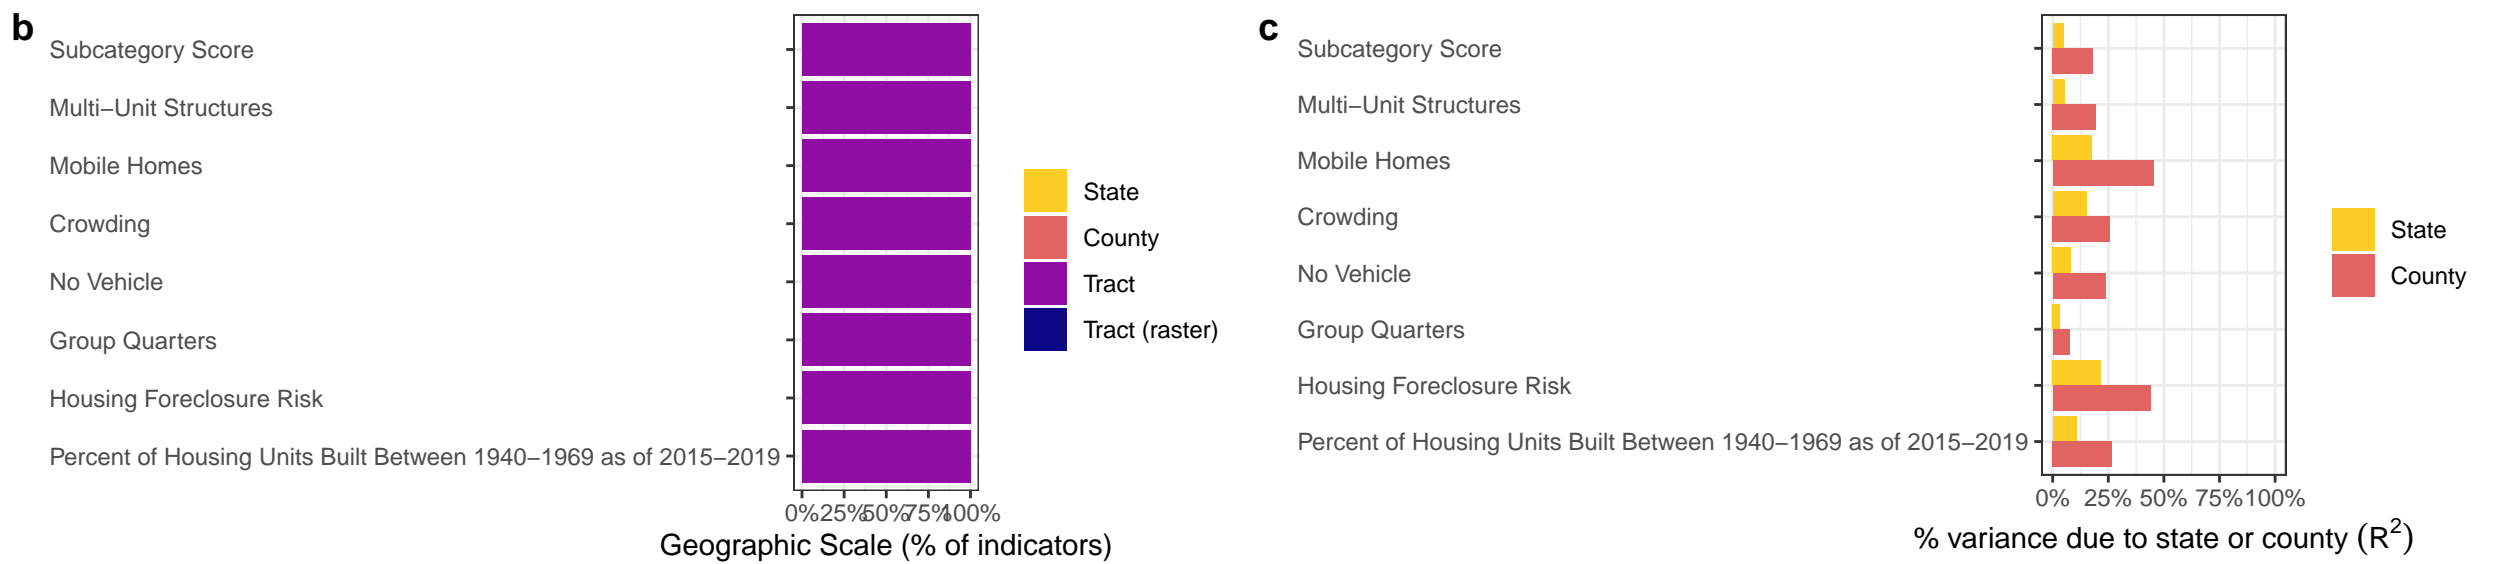 b
Subcategory Score
Multi−Unit Structures
Mobile Homes
Crowding
No Vehicle
Group Quarters
Housing Foreclosure Risk
Percent of Housing Units Built Between 1940−1969 as of 2015−2019
0% 25% 50% 75% 100%
Geographic Scale (% of indicators)
State
County
Tract
Tract (raster)
c
Subcategory Score
Multi−Unit Structures
Mobile Homes
Crowding
No Vehicle
Group Quarters
Housing Foreclosure Risk
Percent of Housing Units Built Between 1940−1969 as of 2015−2019
0% 25% 50% 75% 100%
% variance due to state or county (R²)
State
County